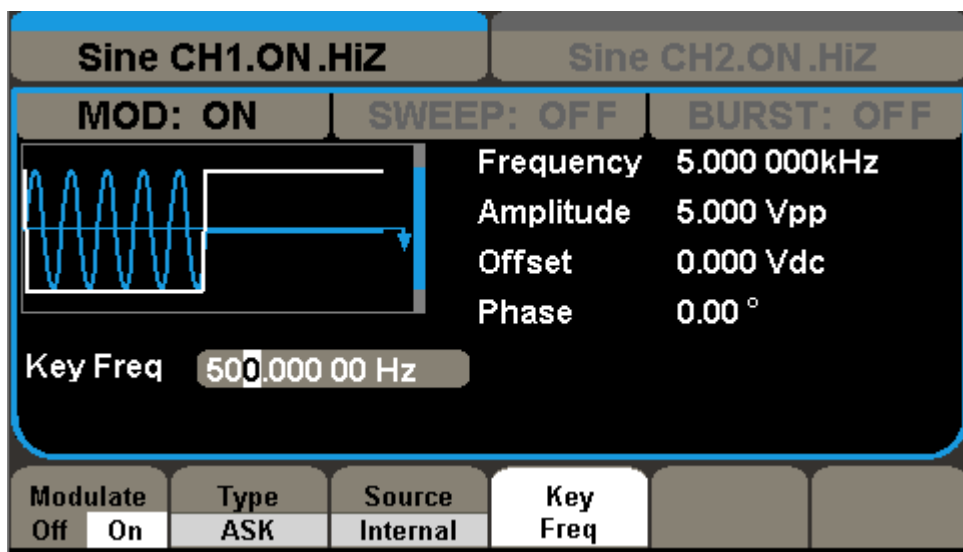 Sine CH1.ON.HiZ
Sine CH2.ON.HiZ
MOD: ON
SWEEP: OFF
BURST: OFF
Frequency 5.000 000kHz
Amplitude 5.000 Vpp
Offset 0.000 Vdc
Phase 0.00 °
Key Freq 500.000 00 Hz
Modulate
Off On
Type
ASK
Source
Internal
Key
Freq